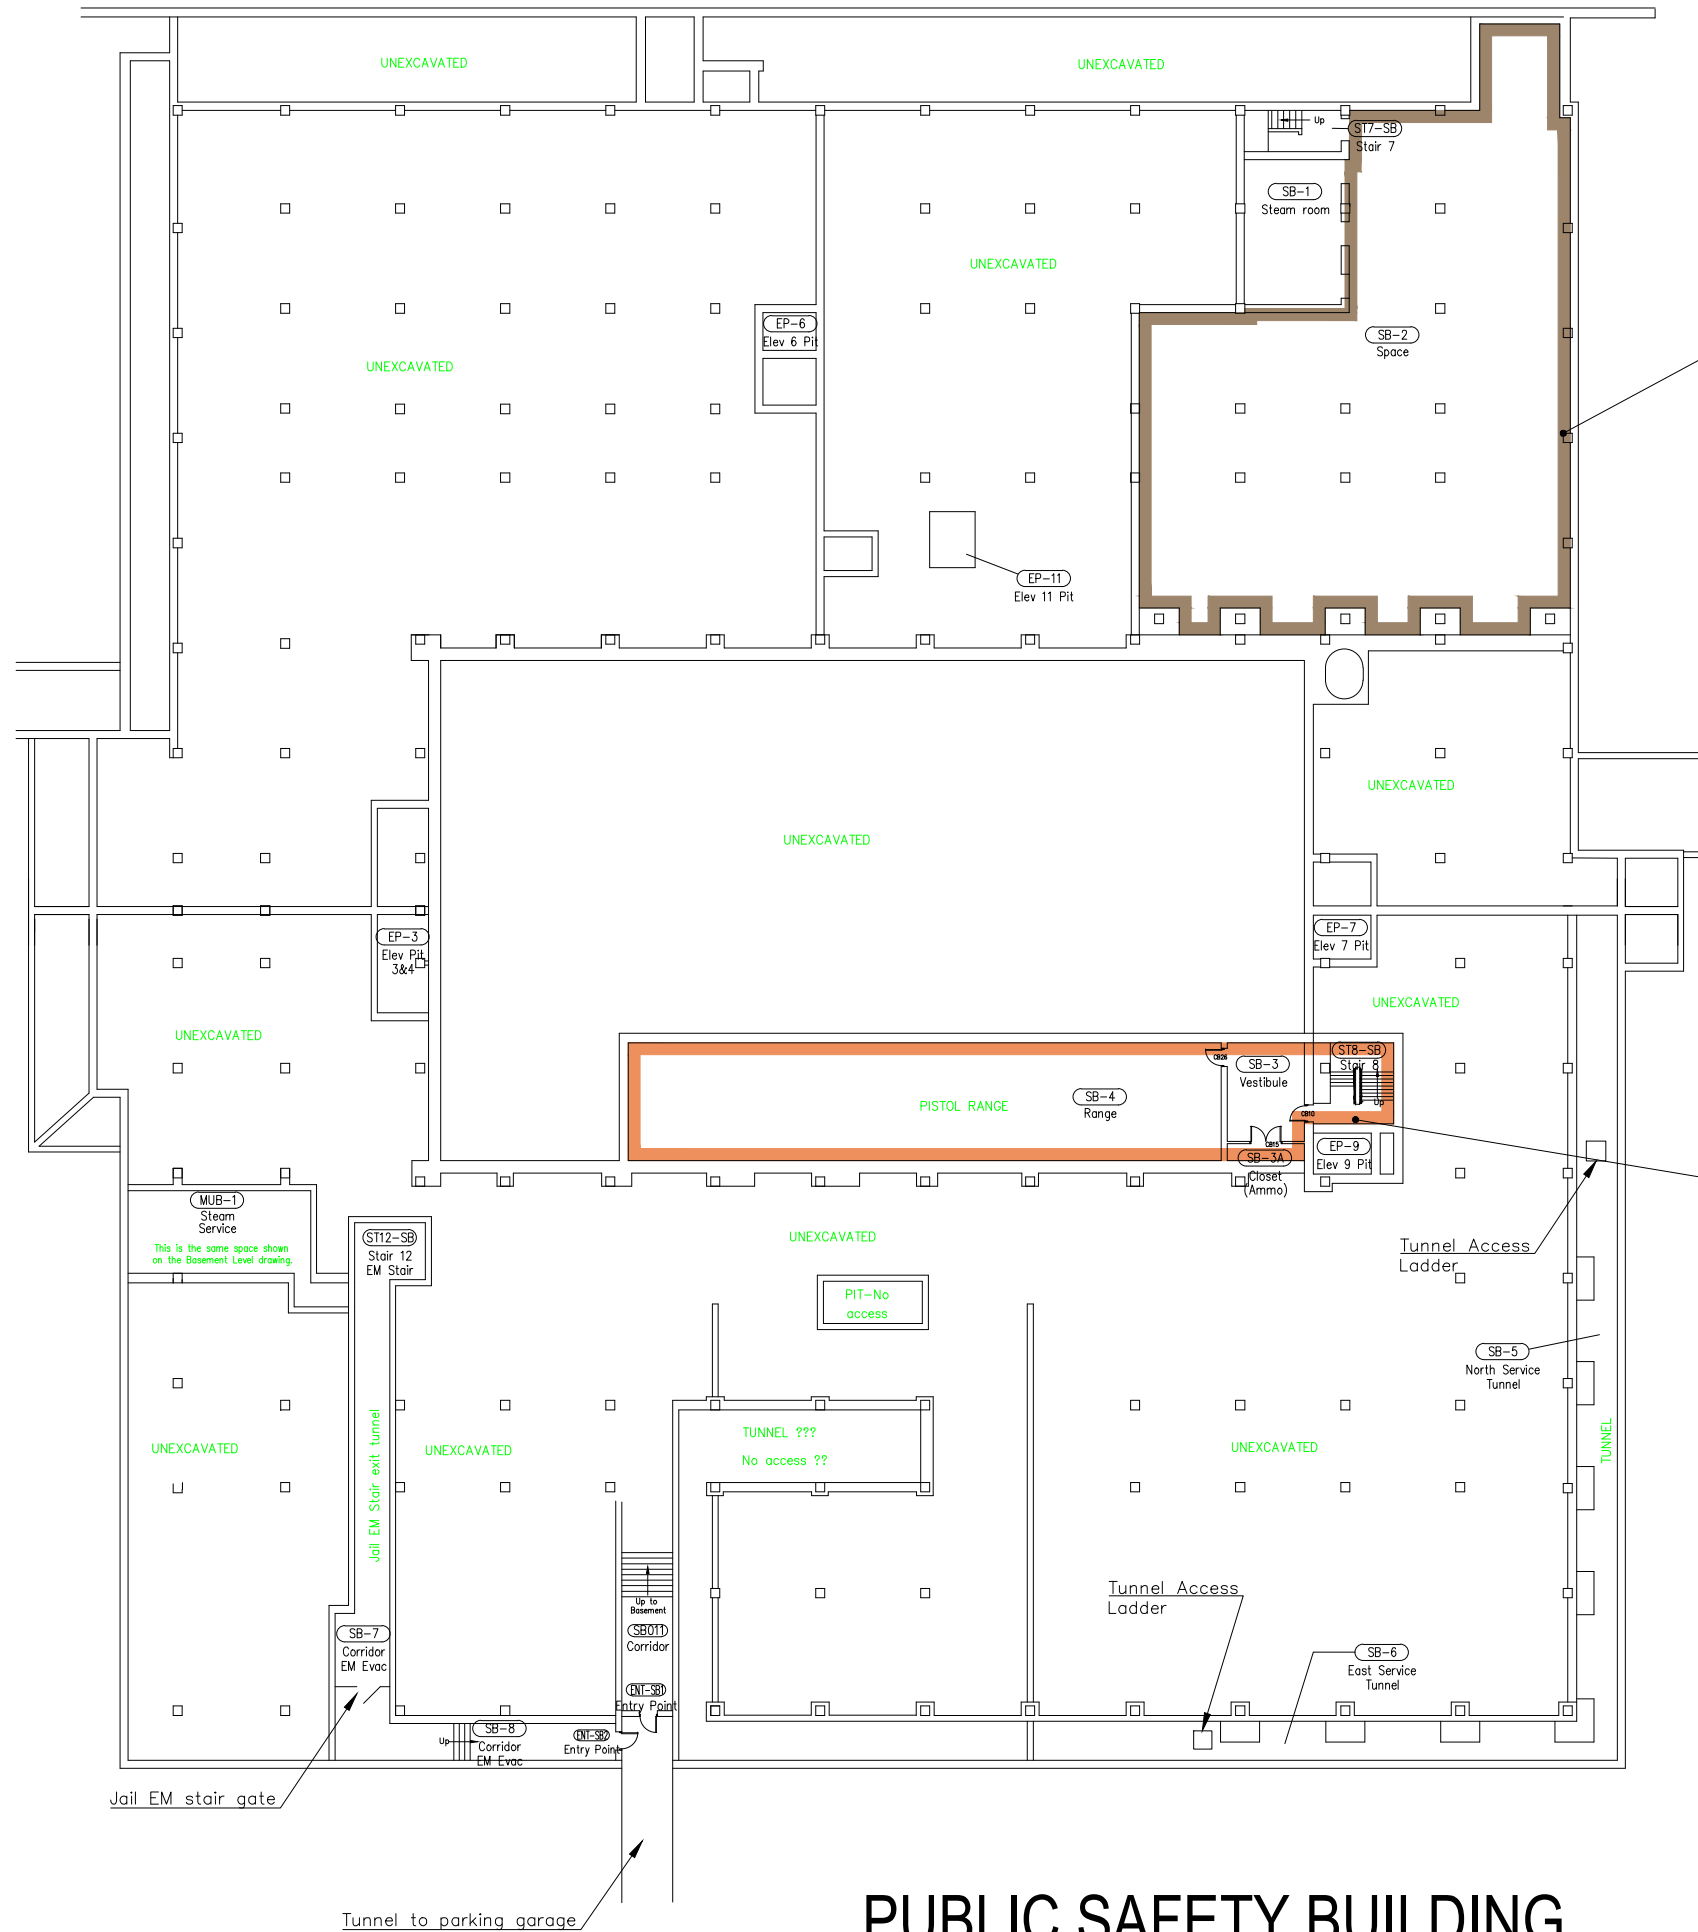 UNEXCAVATED
UNEXCAVATED
Up
ST7-SB
Stair 7
SB-1
Steam room
UNEXCAVATED
EP-6
Elev 6 Pit
SB-2
Space
UNEXCAVATED
EP-11
Elev 11 Pit
UNEXCAVATED
UNEXCAVATED
EP-3
Elev Pit
3&4
EP-7
Elev 7 Pit
UNEXCAVATED
UNEXCAVATED
CB26
SB-3
Vestibule
ST8-SB
Stair 8
Up
PISTOL RANGE
SB-4
Range
CB10
CB15
SB-3A
Closet
(Ammo)
EP-9
Elev 9 Pit
MUB-1
Steam
Service
This is the same space shown
on the Basement Level drawing.
ST12-SB
Stair 12
EM Stair
UNEXCAVATED
Tunnel Access
Ladder
PIT-No
access
SB-5
North Service
Tunnel
TUNNEL
Jail EM Stair exit tunnel
UNEXCAVATED
UNEXCAVATED
TUNNEL ???
No access ??
UNEXCAVATED
Up to
Basement
SB011
Corridor
Tunnel Access
Ladder
SB-7
Corridor
EM Evac
SB-6
East Service
Tunnel
ENT-SB1
Entry Point
Up
SB-8
Corridor
EM Evac
ENT-SB2
Entry Point
Jail EM stair gate
Tunnel to parking garage
PUBLIC SAFETY BUILDING